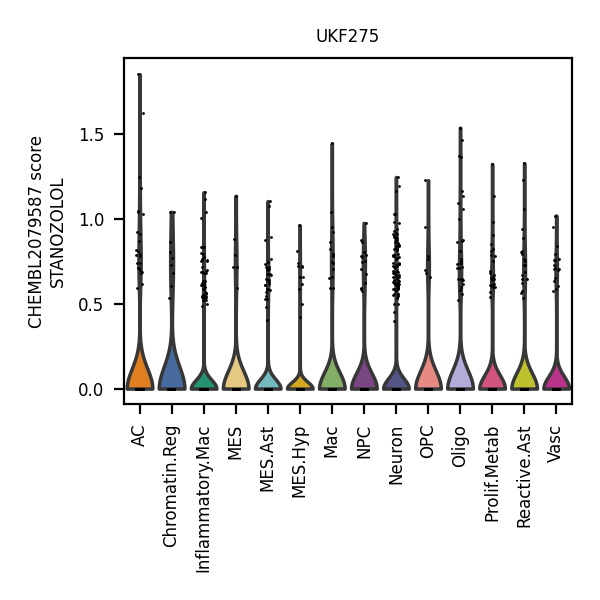 UKF275
CHEMBL2079587 score
STANOZOLOL
1.5
1.0
0.5
0.0
AC
Chromatin.Reg
Inflammatory.Mac
MES
MES.Ast
MES.Hyp
Mac
NPC
Neuron
OPC
Oligo
Prolif.Metab
Reactive.Ast
Vasc